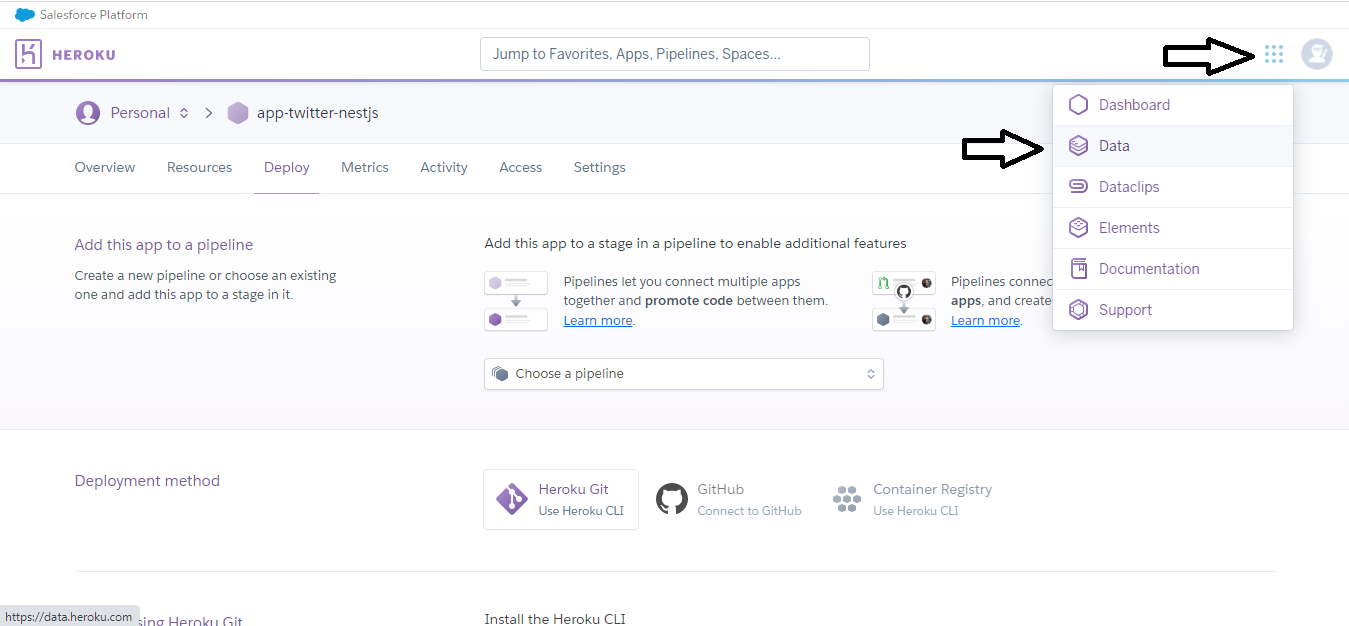 Salesforce Platform
HEROKU
Jump to Favorites, Apps, Pipelines, Spaces...
Personal
app-twitter-nestjs
Dashboard
Data
Dataclips
Elements
Documentation
Support
Overview Resources Deploy Metrics Activity Access Settings
Add this app to a pipeline
Create a new pipeline or choose an existing
one and add this app to a stage in it.
Add this app to a stage in a pipeline to enable additional features
Pipelines let you connect multiple apps
together and promote code between them.
Learn more.
Pipelines connec
apps, and create
Learn more.
Choose a pipeline
Deployment method
Heroku Git
Use Heroku CLI
GitHub
Connect to GitHub
Container Registry
Use Heroku CLI
sing Heroku Git
Install the Heroku CLI
https://data.heroku.com